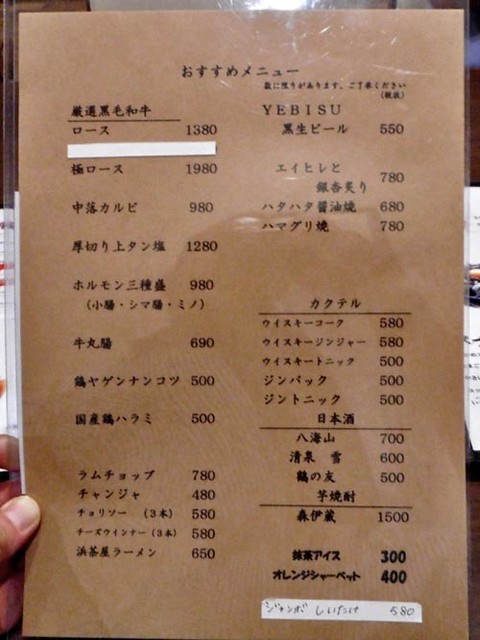 おすすめメニュー
数に限りがあります。ご了承ください
(税抜)
厳選黒毛和牛
ロース 1380
極ロース 1980
中落カルビ 980
厚切り上タン塩 1280
ホルモン三種盛 980
(小腸・シマ腸・ミノ)
牛丸腸 690
鶏ヤゲンナンコツ 500
国産鶏ハラミ 500
ラムチョップ 780
チャンジャ 480
チョリソー (3本) 580
チーズウインナー (3本) 580
浜茶屋ラーメン 650
YEBISU
黒生ビール 550
エイヒレと
銀杏炙り 780
ハタハタ醤油焼 680
ハマグリ焼 780
カクテル
ウイスキーコーク 580
ウイスキージンジャー 580
ウイスキートニック 500
ジンバック 500
ジントニック 500
日本酒
八海山 700
清泉 雪 600
鶴の友 500
芋焼酎
森伊蔵 1500
抹茶アイス 300
オレンジシャーベット 400
ジャンボ しいたけ 580